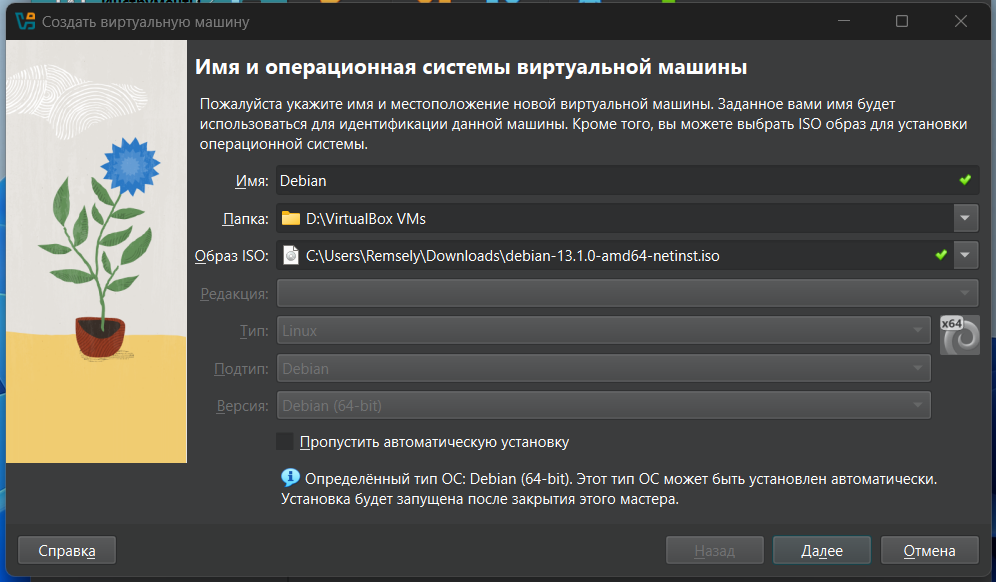 Создать виртуальную машину
Имя и операционная системы виртуальной машины
Пожалуйста укажите имя и местоположение новой виртуальной машины. Заданное вами имя будет
использоваться для идентификации данной машины. Кроме того, вы можете выбрать ISO образ для установки
операционной системы.
Имя: Debian
Папка: D:\VirtualBox VMs
Образ ISO: C:\Users\Remsely\Downloads\debian-13.1.0-amd64-netinst.iso
Редакция:
Тип: Linux
x64
Подтип: Debian
Версия: Debian (64-bit)
Пропустить автоматическую установку
Определённый тип ОС: Debian (64-bit). Этот тип ОС может быть установлен автоматически.
Установка будет запущена после закрытия этого мастера.
Справка Назад Далее Отмена